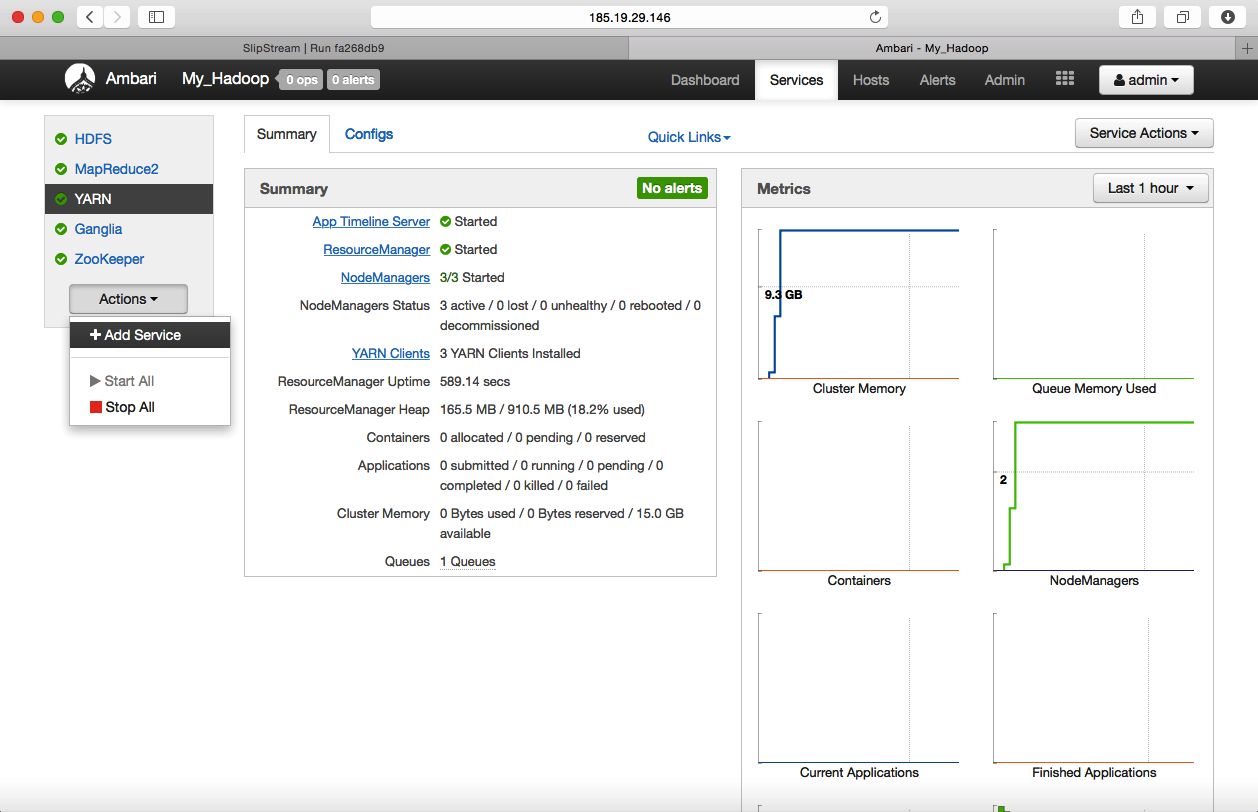 185.19.29.146
SlipStream | Run fa268db9
Ambari - My_Hadoop
Ambari My_Hadoop 0 ops 0 alerts Dashboard Services Hosts Alerts Admin admin
HDFS
MapReduce2
YARN
Ganglia
ZooKeeper
Actions
Add Service
Start All
Stop All
Summary Configs Quick Links Service Actions
Summary No alerts
App Timeline Server Started
ResourceManager Started
NodeManagers 3/3 Started
NodeManagers Status 3 active / 0 lost / 0 unhealthy / 0 rebooted / 0
decommissioned
YARN Clients 3 YARN Clients Installed
ResourceManager Uptime 589.14 secs
ResourceManager Heap 165.5 MB / 910.5 MB (18.2% used)
Containers 0 allocated / 0 pending / 0 reserved
Applications 0 submitted / 0 running / 0 pending / 0
completed / 0 killed / 0 failed
Cluster Memory 0 Bytes used / 0 Bytes reserved / 15.0 GB
available
Queues 1 Queues
Metrics Last 1 hour
9.3 GB
Cluster Memory Queue Memory Used
2
Containers NodeManagers
Current Applications Finished Applications